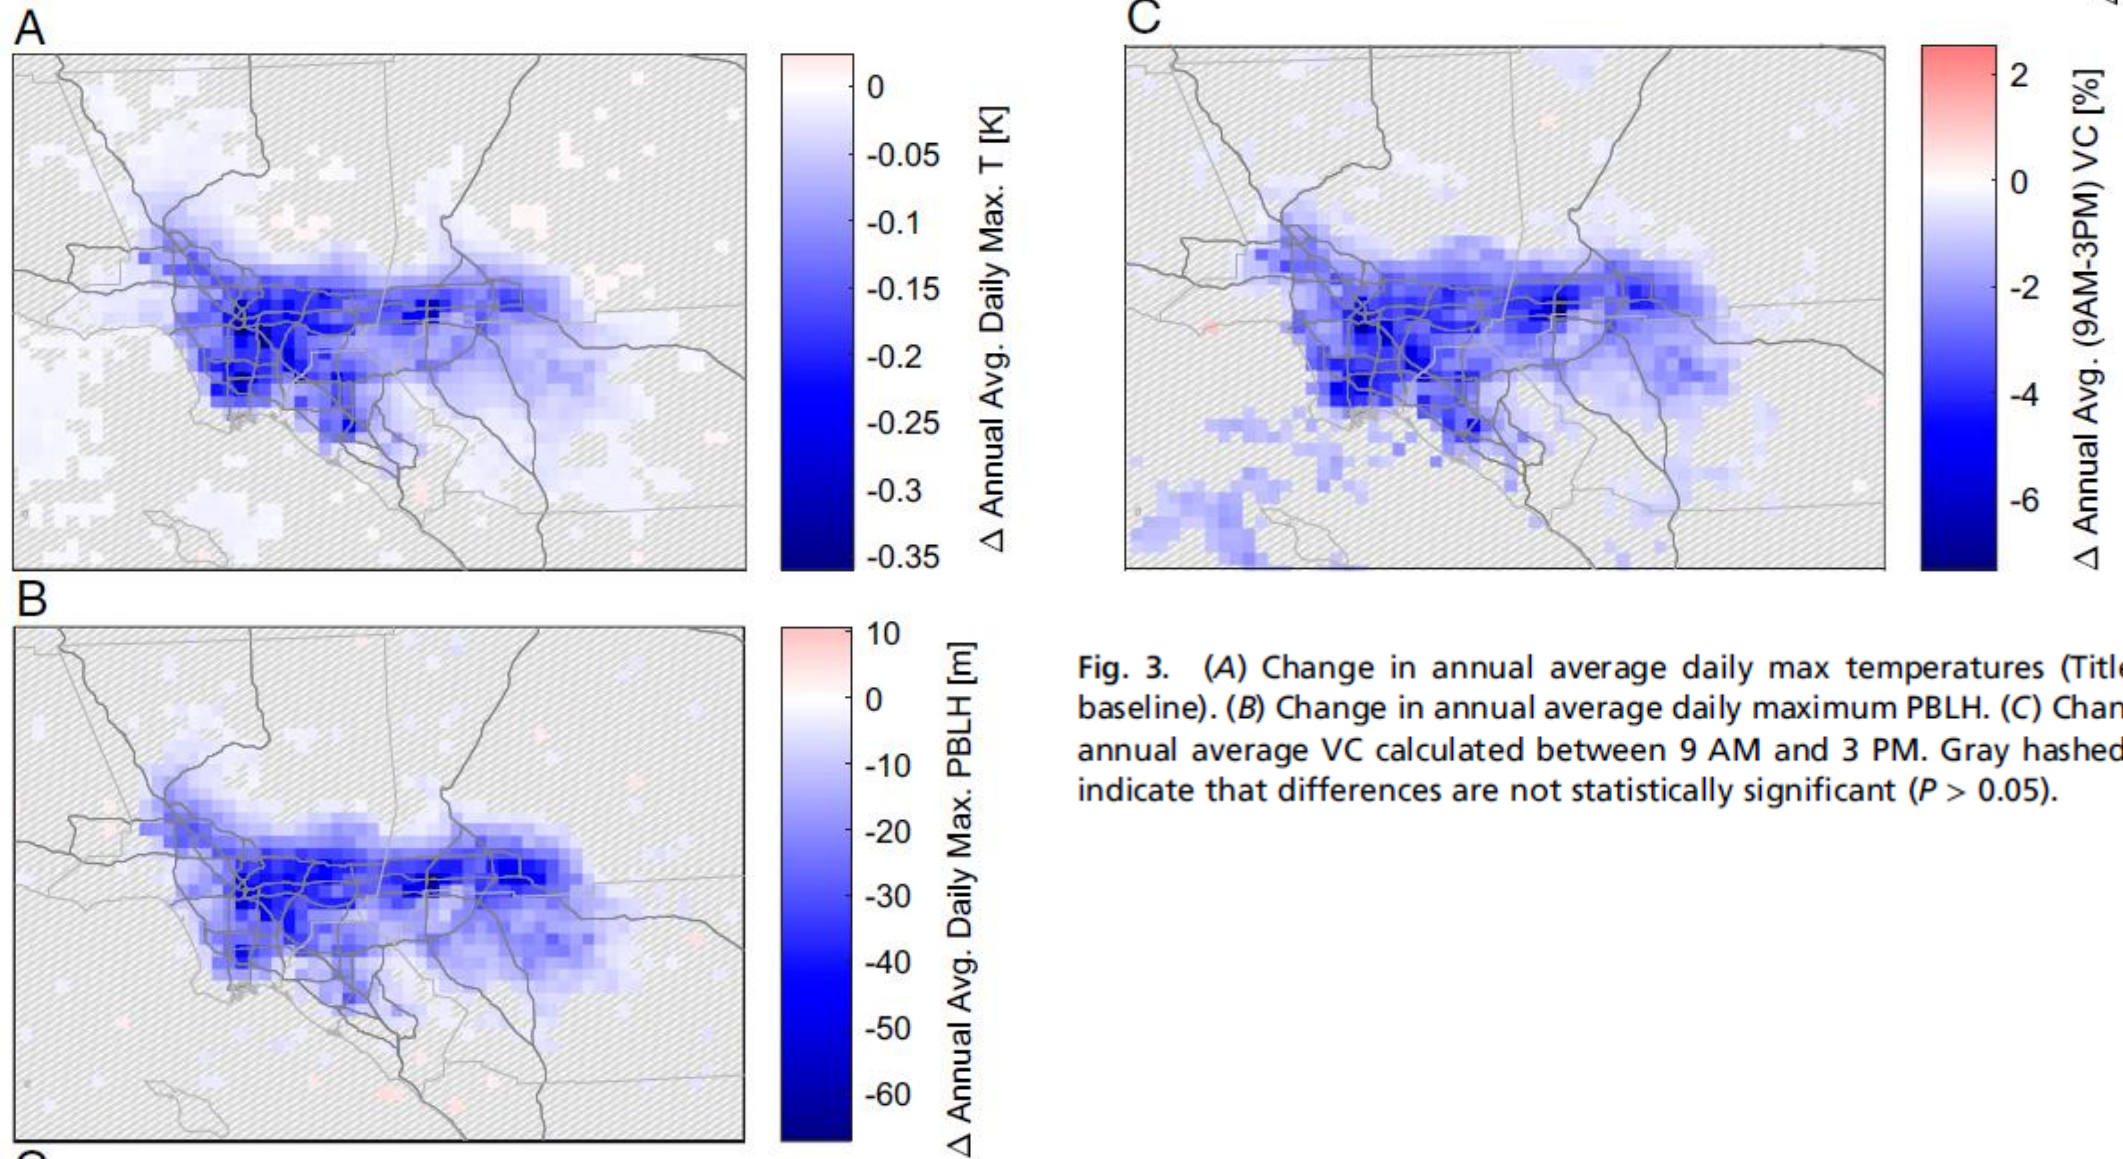 A
0
-0.05
-0.1
-0.15
-0.2
-0.25
-0.3
-0.35
Δ Annual Avg. Daily Max. T [K]
B
10
0
-10
-20
-30
-40
-50
-60
Δ Annual Avg. Daily Max. PBLH [m]
C
2
0
-2
-4
-6
Δ Annual Avg. (9AM-3PM) VC [%]
Fig. 3. (A) Change in annual average daily max temperatures (Title
baseline). (B) Change in annual average daily maximum PBLH. (C) Chan
annual average VC calculated between 9 AM and 3 PM. Gray hashed
indicate that differences are not statistically significant (P > 0.05).